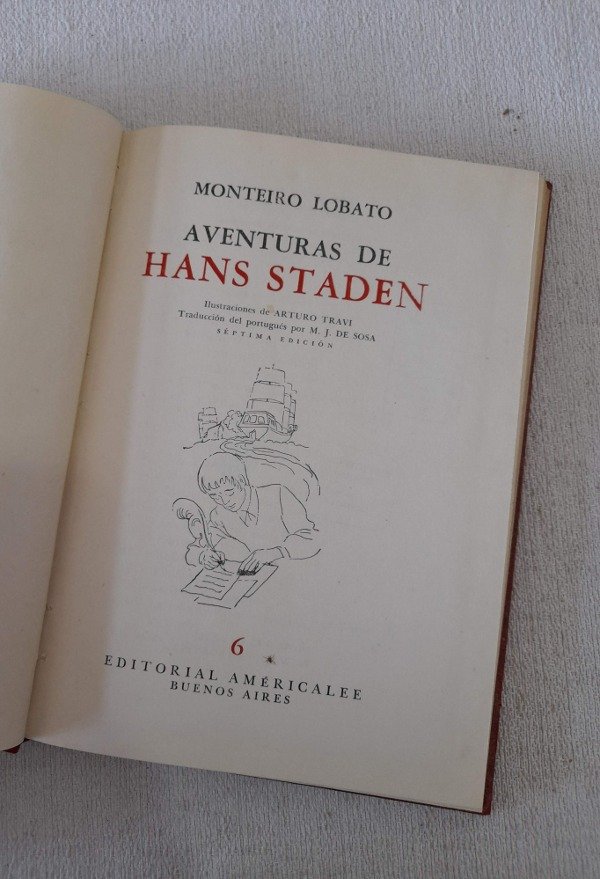 MONTEIRO LOBATO
AVENTURAS DE
HANS STADEN
Ilustraciones de ARTURO TRAVI
Traducción del portugués por M. J. DE SOSA
SÉPTIMA EDICIÓN
6
EDITORIAL AMÉRICALEE
BUENOS AIRES